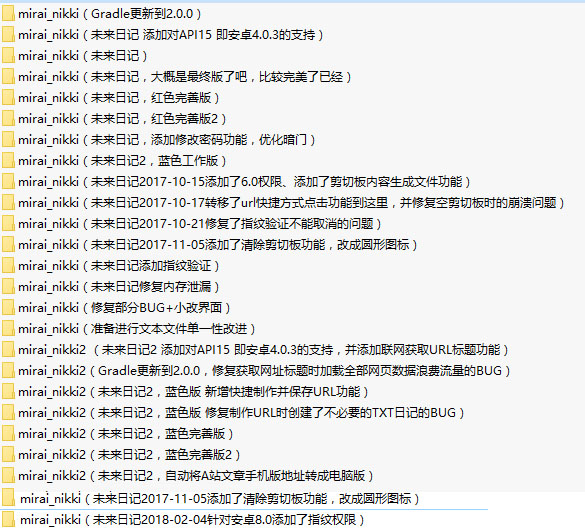 mirai_nikki（Gradle更新到2.0.0）
mirai_nikki（未来日记 添加对API15 即安卓4.0.3的支持）
mirai_nikki（未来日记）
mirai_nikki（未来日记，大概是最终版了吧，比较完美了已经）
mirai_nikki（未来日记，红色完善版）
mirai_nikki（未来日记，红色完善版2）
mirai_nikki（未来日记，添加修改密码功能，优化暗门）
mirai_nikki（未来日记2，蓝色工作版）
mirai_nikki（未来日记2017-10-15添加了6.0权限、添加了剪切板内容生成文件功能）
mirai_nikki（未来日记2017-10-17转移了url快捷方式点击功能到这里，并修复空剪切板时的崩溃问题）
mirai_nikki（未来日记2017-10-21修复了指纹验证不能取消的问题）
mirai_nikki（未来日记2017-11-05添加了清除剪切板功能，改成圆形图标）
mirai_nikki（未来日记添加指纹验证）
mirai_nikki（未来日记修复内存泄漏）
mirai_nikki（修复部分BUG+小改界面）
mirai_nikki（准备进行文本文件单一性改进）
mirai_nikki2 （未来日记2 添加对API15 即安卓4.0.3的支持，并添加联网获取URL标题功能）
mirai_nikki2（Gradle更新到2.0.0，修复获取网址标题时加载全部网页数据浪费流量的BUG）
mirai_nikki2（未来日记2，蓝色版 新增快捷制作并保存URL功能）
mirai_nikki2（未来日记2，蓝色版 修复制作URL时创建了不必要的TXT日记的BUG）
mirai_nikki2（未来日记2，蓝色完善版）
mirai_nikki2（未来日记2，蓝色完善版2）
mirai_nikki2（未来日记2，自动将A站文章手机版地址转成电脑版）
mirai_nikki（未来日记2017-11-05添加了清除剪切板功能，改成圆形图标）
mirai_nikki（未来日记2018-02-04针对安卓8.0添加了指纹权限）